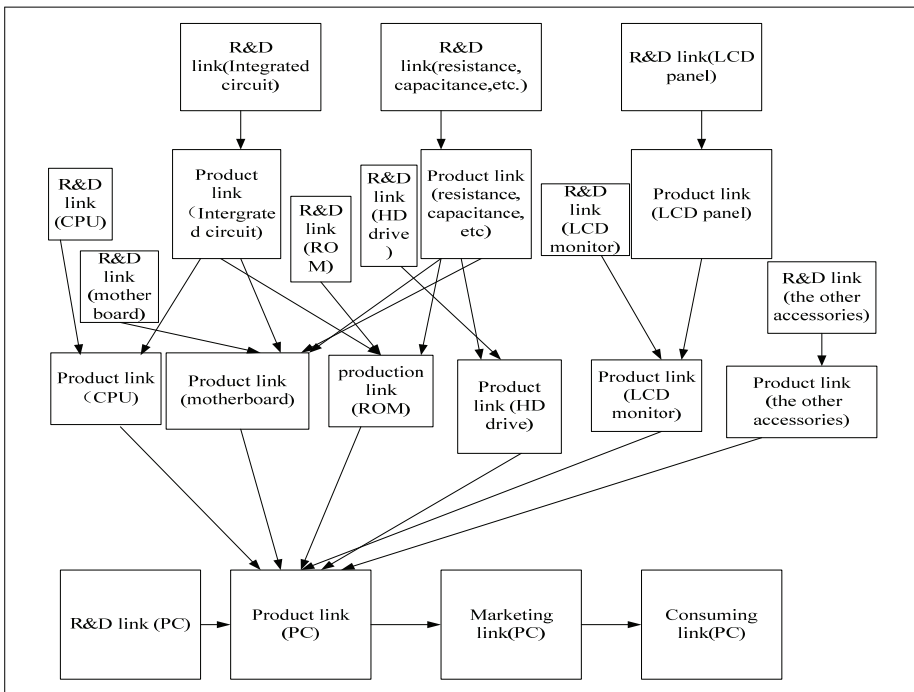 R&D
link(Integrated
circuit)
R&D
link(resistance,
capacitance,etc.)
R&D link(LCD
panel)
R&D
link
(CPU)
Product
link
（Intergrate
d circuit)
R&D
link
(RO
M)
R&D
link
(HD
drive
)
Product link
(resistance,
capacitance,
etc)
R&D
link
(LCD
monitor)
Product link
(LCD panel)
R&D
link
(mother
board)
R&D link
(the other
accessories)
Product link
（CPU)
Product link
(motherboard)
production
link
(ROM)
Product
link (HD
drive)
Product link
(LCD
monitor)
Product link
(the other
accessories)
R&D link (PC)
Product link
(PC)
Marketing
link(PC)
Consuming
link(PC)